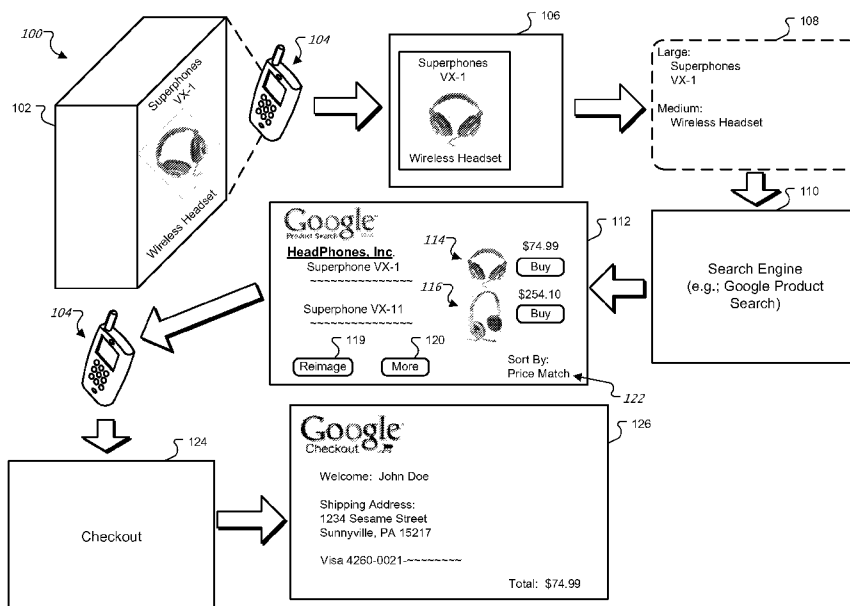 100
102
Superphones
VX-1
Wireless Headset
104
106
Superphones
VX-1
Wireless Headset
108
Large:
Superphones
VX-1
Medium:
Wireless Headset
110
Search Engine
(e.g.; Google Product
Search)
112
Google
Product Search
HeadPhones, Inc.
Superphone VX-1
114
$74.99
Buy
Superphone VX-11
116
$254.10
Buy
119
Reimage
120
More
Sort By:
Price Match
122
104
124
Checkout
126
Google
Checkout
Welcome: John Doe
Shipping Address:
1234 Sesame Street
Sunnyville, PA 15217
Visa 4260-0021-~~~~~~~~
Total: $74.99